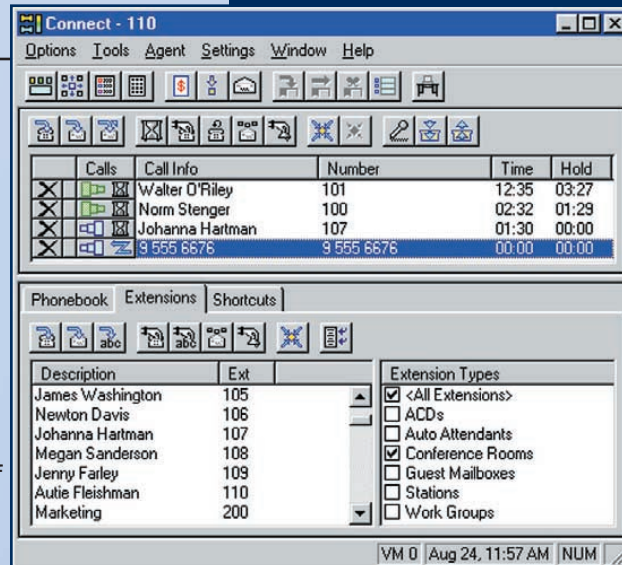 Connect - 110
Options Tools Agent Settings Window Help
Calls Call Info Number Time Hold
Walter O'Riley 101 12:35 03:27
Norm Stenger 100 02:32 01:29
Johanna Hartman 107 01:30 00:00
9 555 6676 9 555 6676 00:00 00:00
Phonebook Extensions Shortcuts
abc abc
Description Ext
James Washington 105
Newton Davis 106
Johanna Hartman 107
Megan Sanderson 108
Jenny Farley 109
Autie Fleishman 110
Marketing 200
Extension Types
<All Extensions>
ACDs
Auto Attendants
Conference Rooms
Guest Mailboxes
Stations
Work Groups
VM 0 Aug 24, 11:57 AM NUM